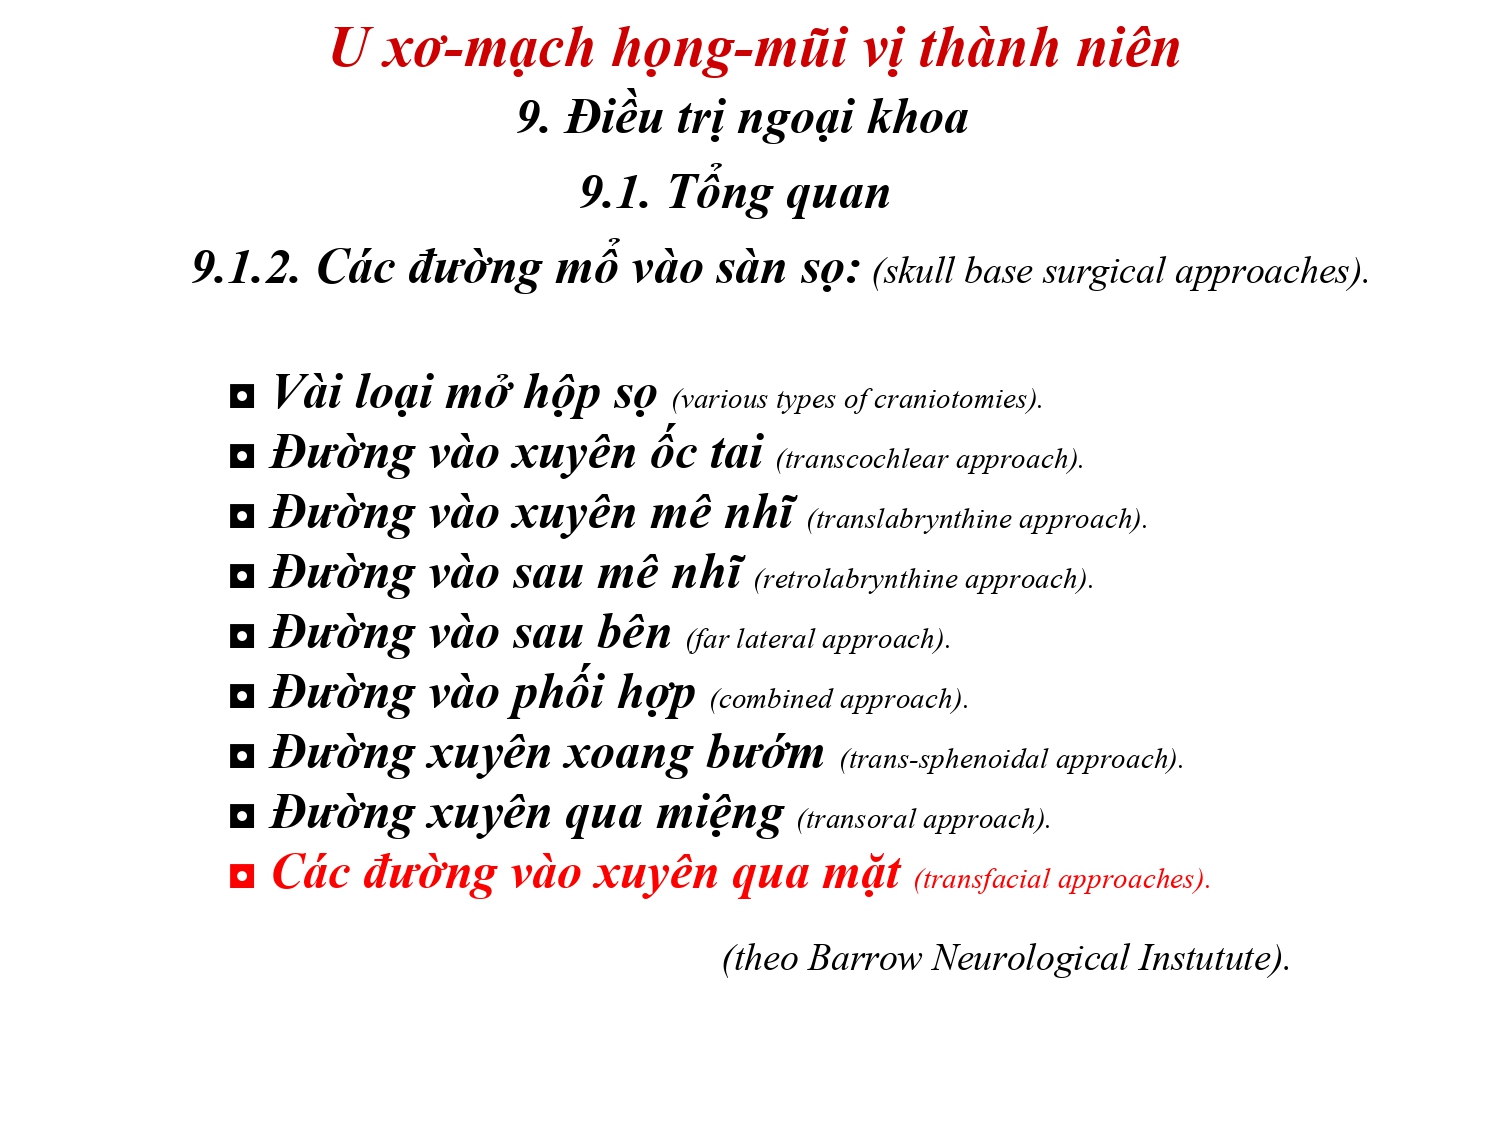 U xơ-mạch họng-mũi vị thành niên
9. Điều trị ngoại khoa
9.1. Tổng quan
9.1.2. Các đường mổ vào sàn sọ: (skull base surgical approaches).
◘ Vài loại mở hộp sọ (various types of craniotomies).
◘ Đường vào xuyên ốc tai (transcochlear approach).
◘ Đường vào xuyên mê nhĩ (translabrynthine approach).
◘ Đường vào sau mê nhĩ (retrolabrynthine approach).
◘ Đường vào sau bên (far lateral approach).
◘ Đường vào phối hợp (combined approach).
◘ Đường xuyên xoang bướm (trans-sphenoidal approach).
◘ Đường xuyên qua miệng (transoral approach).
◘ Các đường vào xuyên qua mặt (transfacial approaches).
(theo Barrow Neurological Instutute).